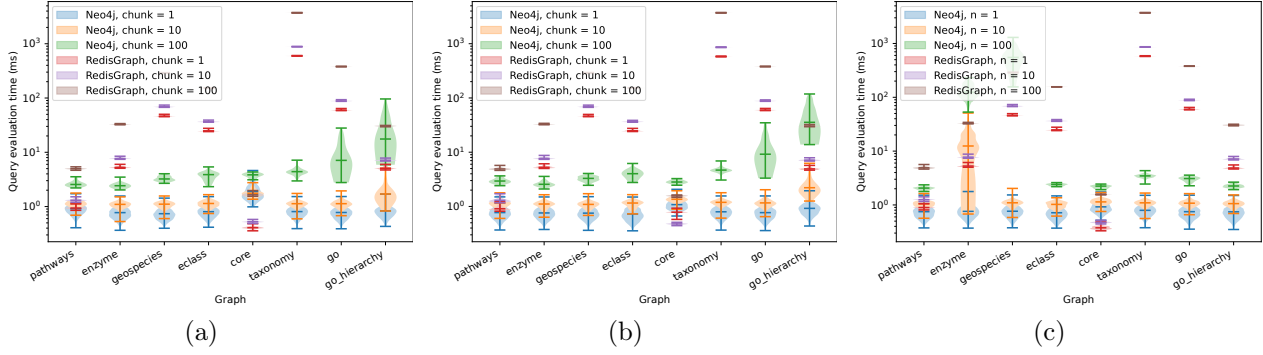 Neo4j, chunk = 1
Neo4j, chunk = 10
Neo4j, chunk = 100
RedisGraph, chunk = 1
RedisGraph, chunk = 10
RedisGraph, chunk = 100
Query evaluation time (ms)
10³
10²
10¹
10⁰
pathways
enzyme
geospecies
eclass
core
taxonomy
go
go_hierarchy
Graph
(a)
Neo4j, chunk = 1
Neo4j, chunk = 10
Neo4j, chunk = 100
RedisGraph, chunk = 1
RedisGraph, chunk = 10
RedisGraph, chunk = 100
Query evaluation time (ms)
10³
10²
10¹
10⁰
pathways
enzyme
geospecies
eclass
core
taxonomy
go
go_hierarchy
Graph
(b)
Neo4j, n = 1
Neo4j, n = 10
Neo4j, n = 100
RedisGraph, n = 1
RedisGraph, n = 10
RedisGraph, n = 100
Query evaluation time (ms)
10³
10²
10¹
10⁰
pathways
enzyme
geospecies
eclass
core
taxonomy
go
go_hierarchy
Graph
(c)